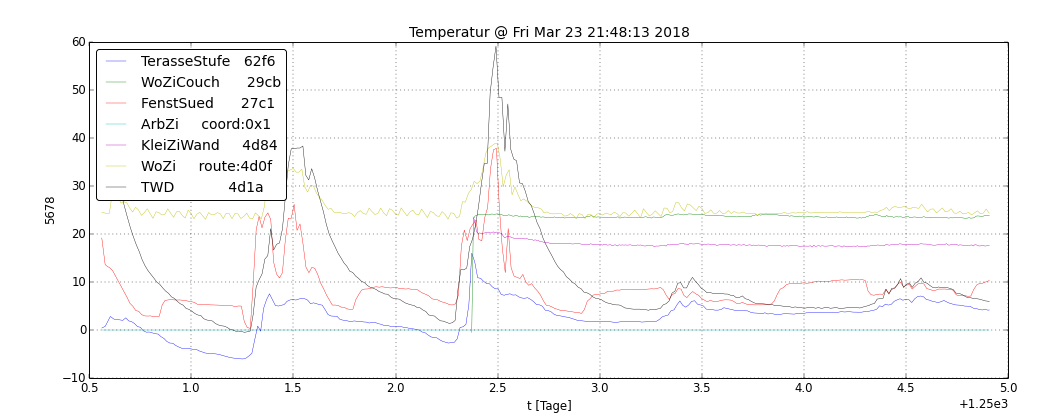 Temperatur @ Fri Mar 23 21:48:13 2018
60
50
40
30
20
10
0
−10
5678
TerasseStufe 62f6
WoZiCouch 29cb
FenstSued 27c1
ArbZi coord:0x1
KleiZiWand 4d84
WoZi route:4d0f
TWD 4d1a
0.5 1.0 1.5 2.0 2.5 3.0 3.5 4.0 4.5 5.0
t [Tage]
+1.25e3